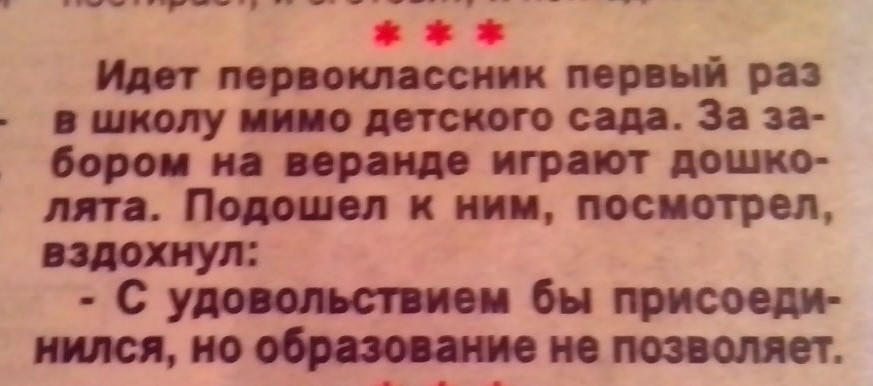 * * *
Идет первоклассник первый раз
в школу мимо детского сада. За за-
бором на веранде играют дошко-
лята. Подошел к ним, посмотрел,
вздохнул:
- С удовольствием бы присоеди-
нился, но образование не позволяет.
* * *